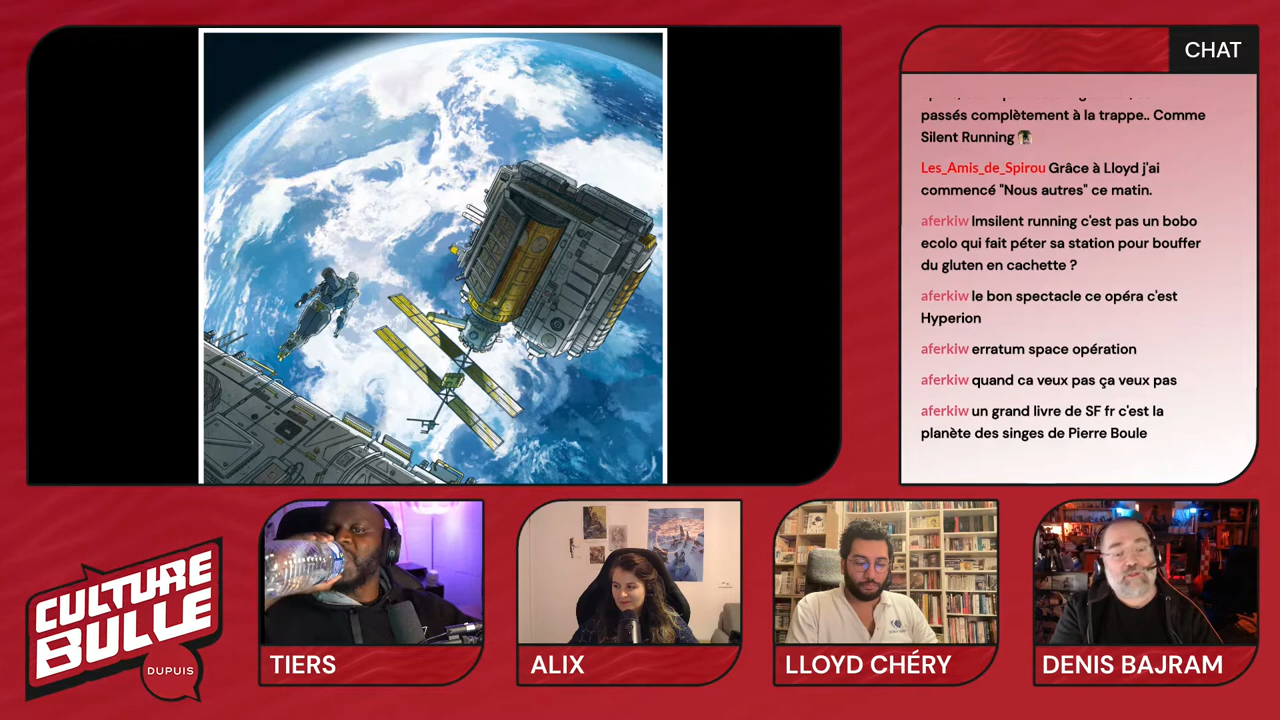 CHAT
passés complètement à la trappe.. Comme
Silent Running
Les_Amis_de_Spirou Grâce à Lloyd j'ai
commencé "Nous autres" ce matin.
aferkiw lmsilent running c'est pas un bobo
ecolo qui fait péter sa station pour bouffer
du gluten en cachette ?
aferkiw le bon spectacle ce opéra c'est
Hyperion
aferkiw erratum space opération
aferkiw quand ca veux pas ça veux pas
aferkiw un grand livre de SF fr c'est la
planète des singes de Pierre Boule
CULTURE
BULLE
DUPUIS
TIERS
ALIX
LLOYD CHÉRY
DENIS BAJRAM